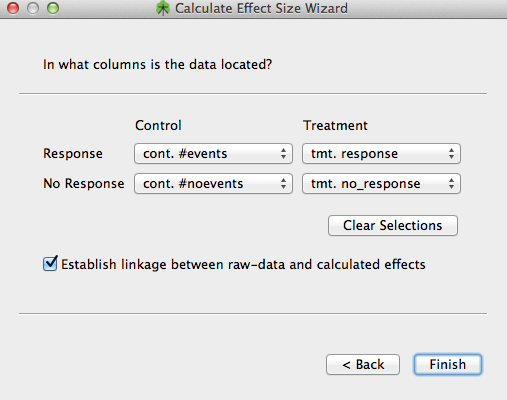 Calculate Effect Size Wizard
In what columns is the data located?
Control Treatment
Response cont. #events tmt. response
No Response cont. #noevents tmt. no_response
Clear Selections
Establish linkage between raw-data and calculated effects
< Back Finish